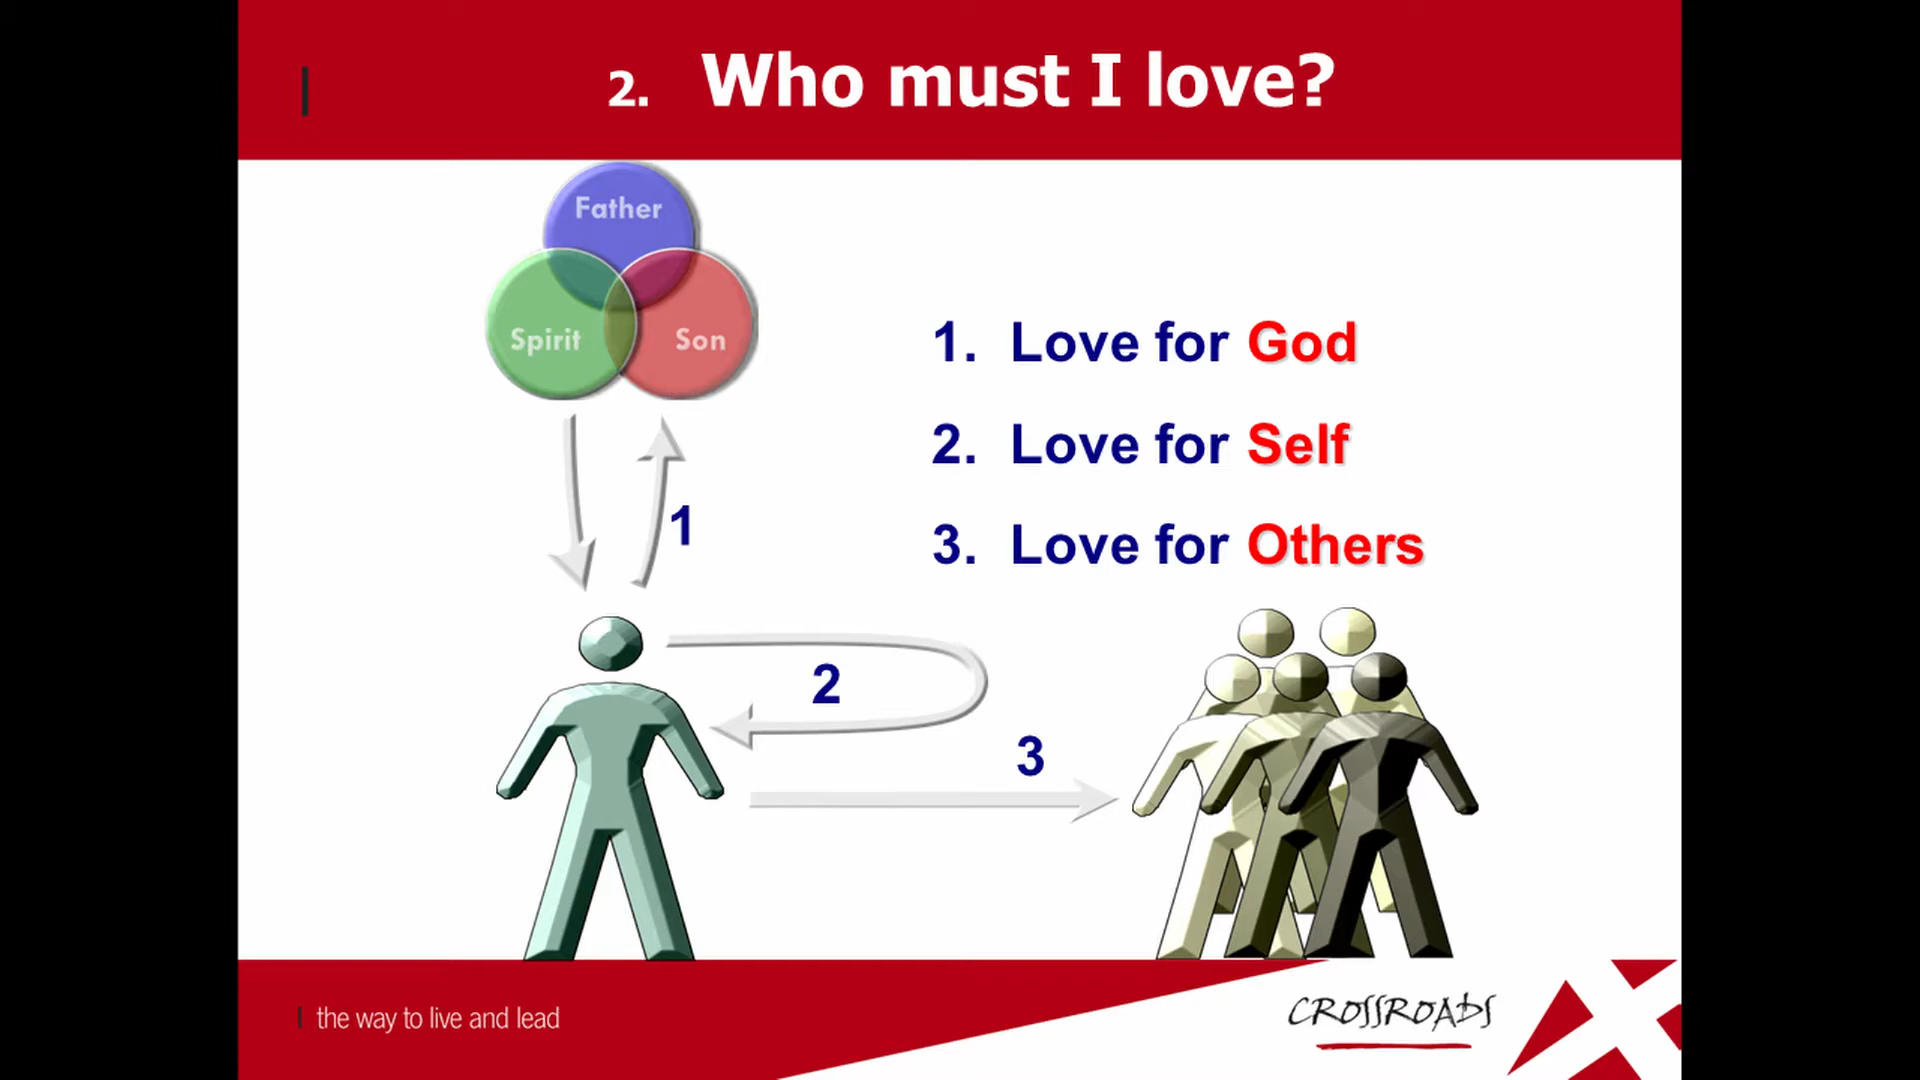 2. Who must I love?
Father
Spirit
Son
1. Love for God
2. Love for Self
3. Love for Others
1
2
3
the way to live and lead
CROSSROADS